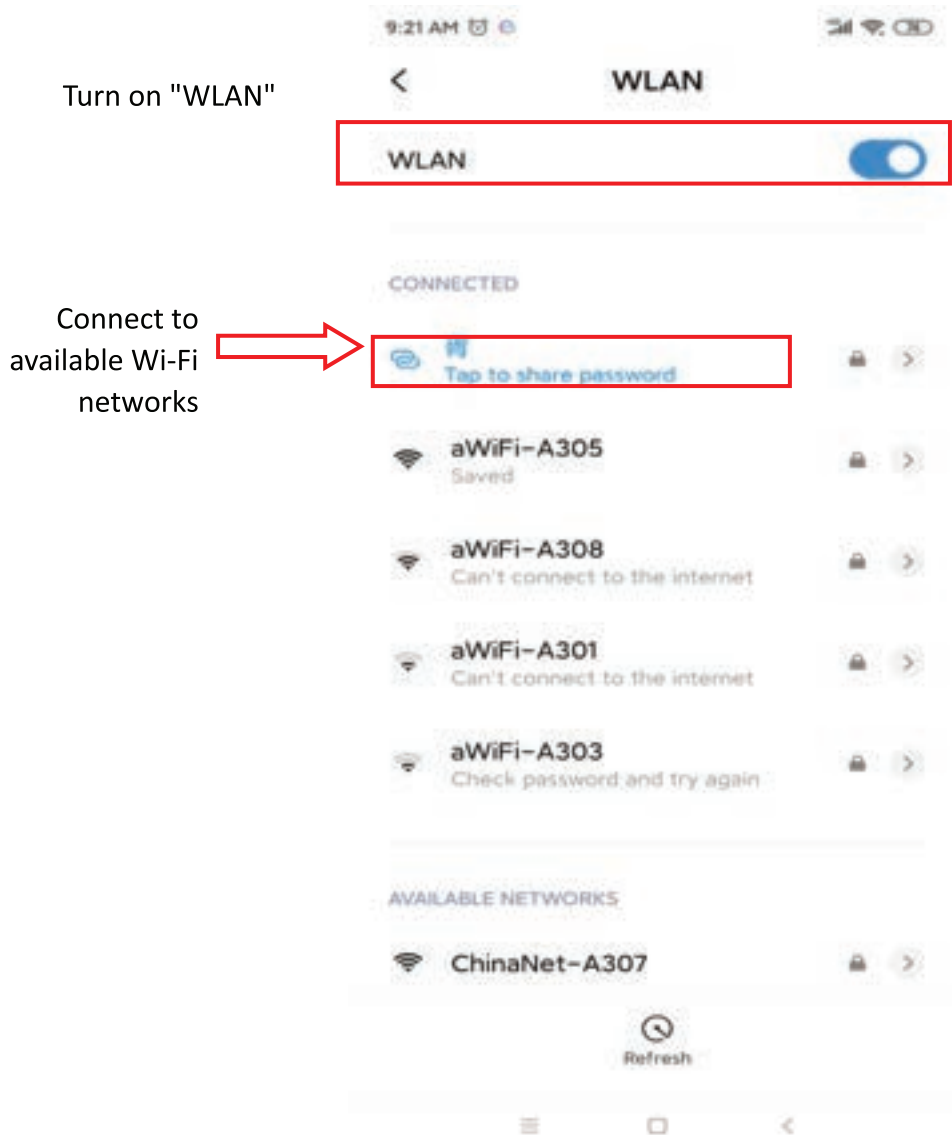 9:21 AM
WLAN
Turn on "WLAN"
WLAN
CONNECTED
Connect to
available Wi-Fi
networks
Tap to share password
aWiFi-A305
Saved
aWiFi-A308
Can't connect to the internet
aWiFi-A301
Can't connect to the internet
aWiFi-A303
Check password and try again
AVAILABLE NETWORKS
ChinaNet-A307
Refresh